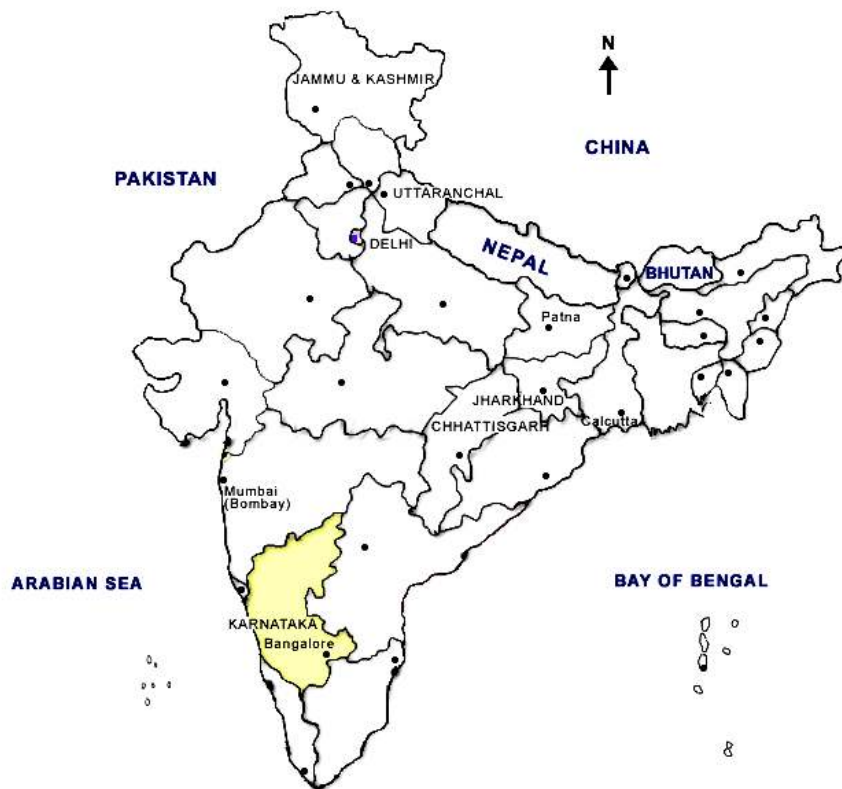 N
JAMMU & KASHMIR
CHINA
PAKISTAN
UTTARANCHAL
DELHI
NEPAL
BHUTAN
Patna
JHARKHAND
CHHATTISGARH
Calcutta
Mumbai
(Bombay)
ARABIAN SEA
BAY OF BENGAL
KARNATAKA
Bangalore